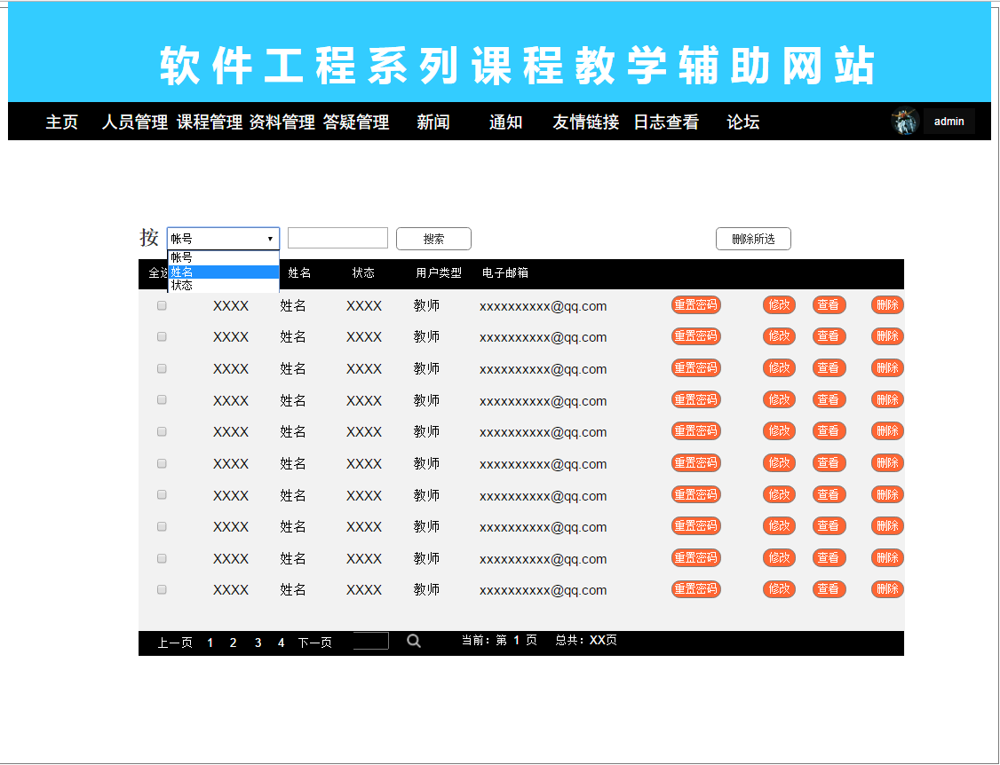 软件工程系列课程教学辅助网站
主页 人员管理 课程管理 资料管理 答疑管理 新闻 通知 友情链接 日志查看 论坛 admin
按 帐号 搜索 删除所选
帐号
姓名
状态
全 姓名 状态 用户类型 电子邮箱
XXXX 姓名 XXXX 教师 xxxxxxxxxx@qq.com 重置密码 修改 查看 删除
XXXX 姓名 XXXX 教师 xxxxxxxxxx@qq.com 重置密码 修改 查看 删除
XXXX 姓名 XXXX 教师 xxxxxxxxxx@qq.com 重置密码 修改 查看 删除
XXXX 姓名 XXXX 教师 xxxxxxxxxx@qq.com 重置密码 修改 查看 删除
XXXX 姓名 XXXX 教师 xxxxxxxxxx@qq.com 重置密码 修改 查看 删除
XXXX 姓名 XXXX 教师 xxxxxxxxxx@qq.com 重置密码 修改 查看 删除
XXXX 姓名 XXXX 教师 xxxxxxxxxx@qq.com 重置密码 修改 查看 删除
XXXX 姓名 XXXX 教师 xxxxxxxxxx@qq.com 重置密码 修改 查看 删除
XXXX 姓名 XXXX 教师 xxxxxxxxxx@qq.com 重置密码 修改 查看 删除
XXXX 姓名 XXXX 教师 xxxxxxxxxx@qq.com 重置密码 修改 查看 删除
上一页 1 2 3 4 下一页 当前：第 1 页 总共：XX页